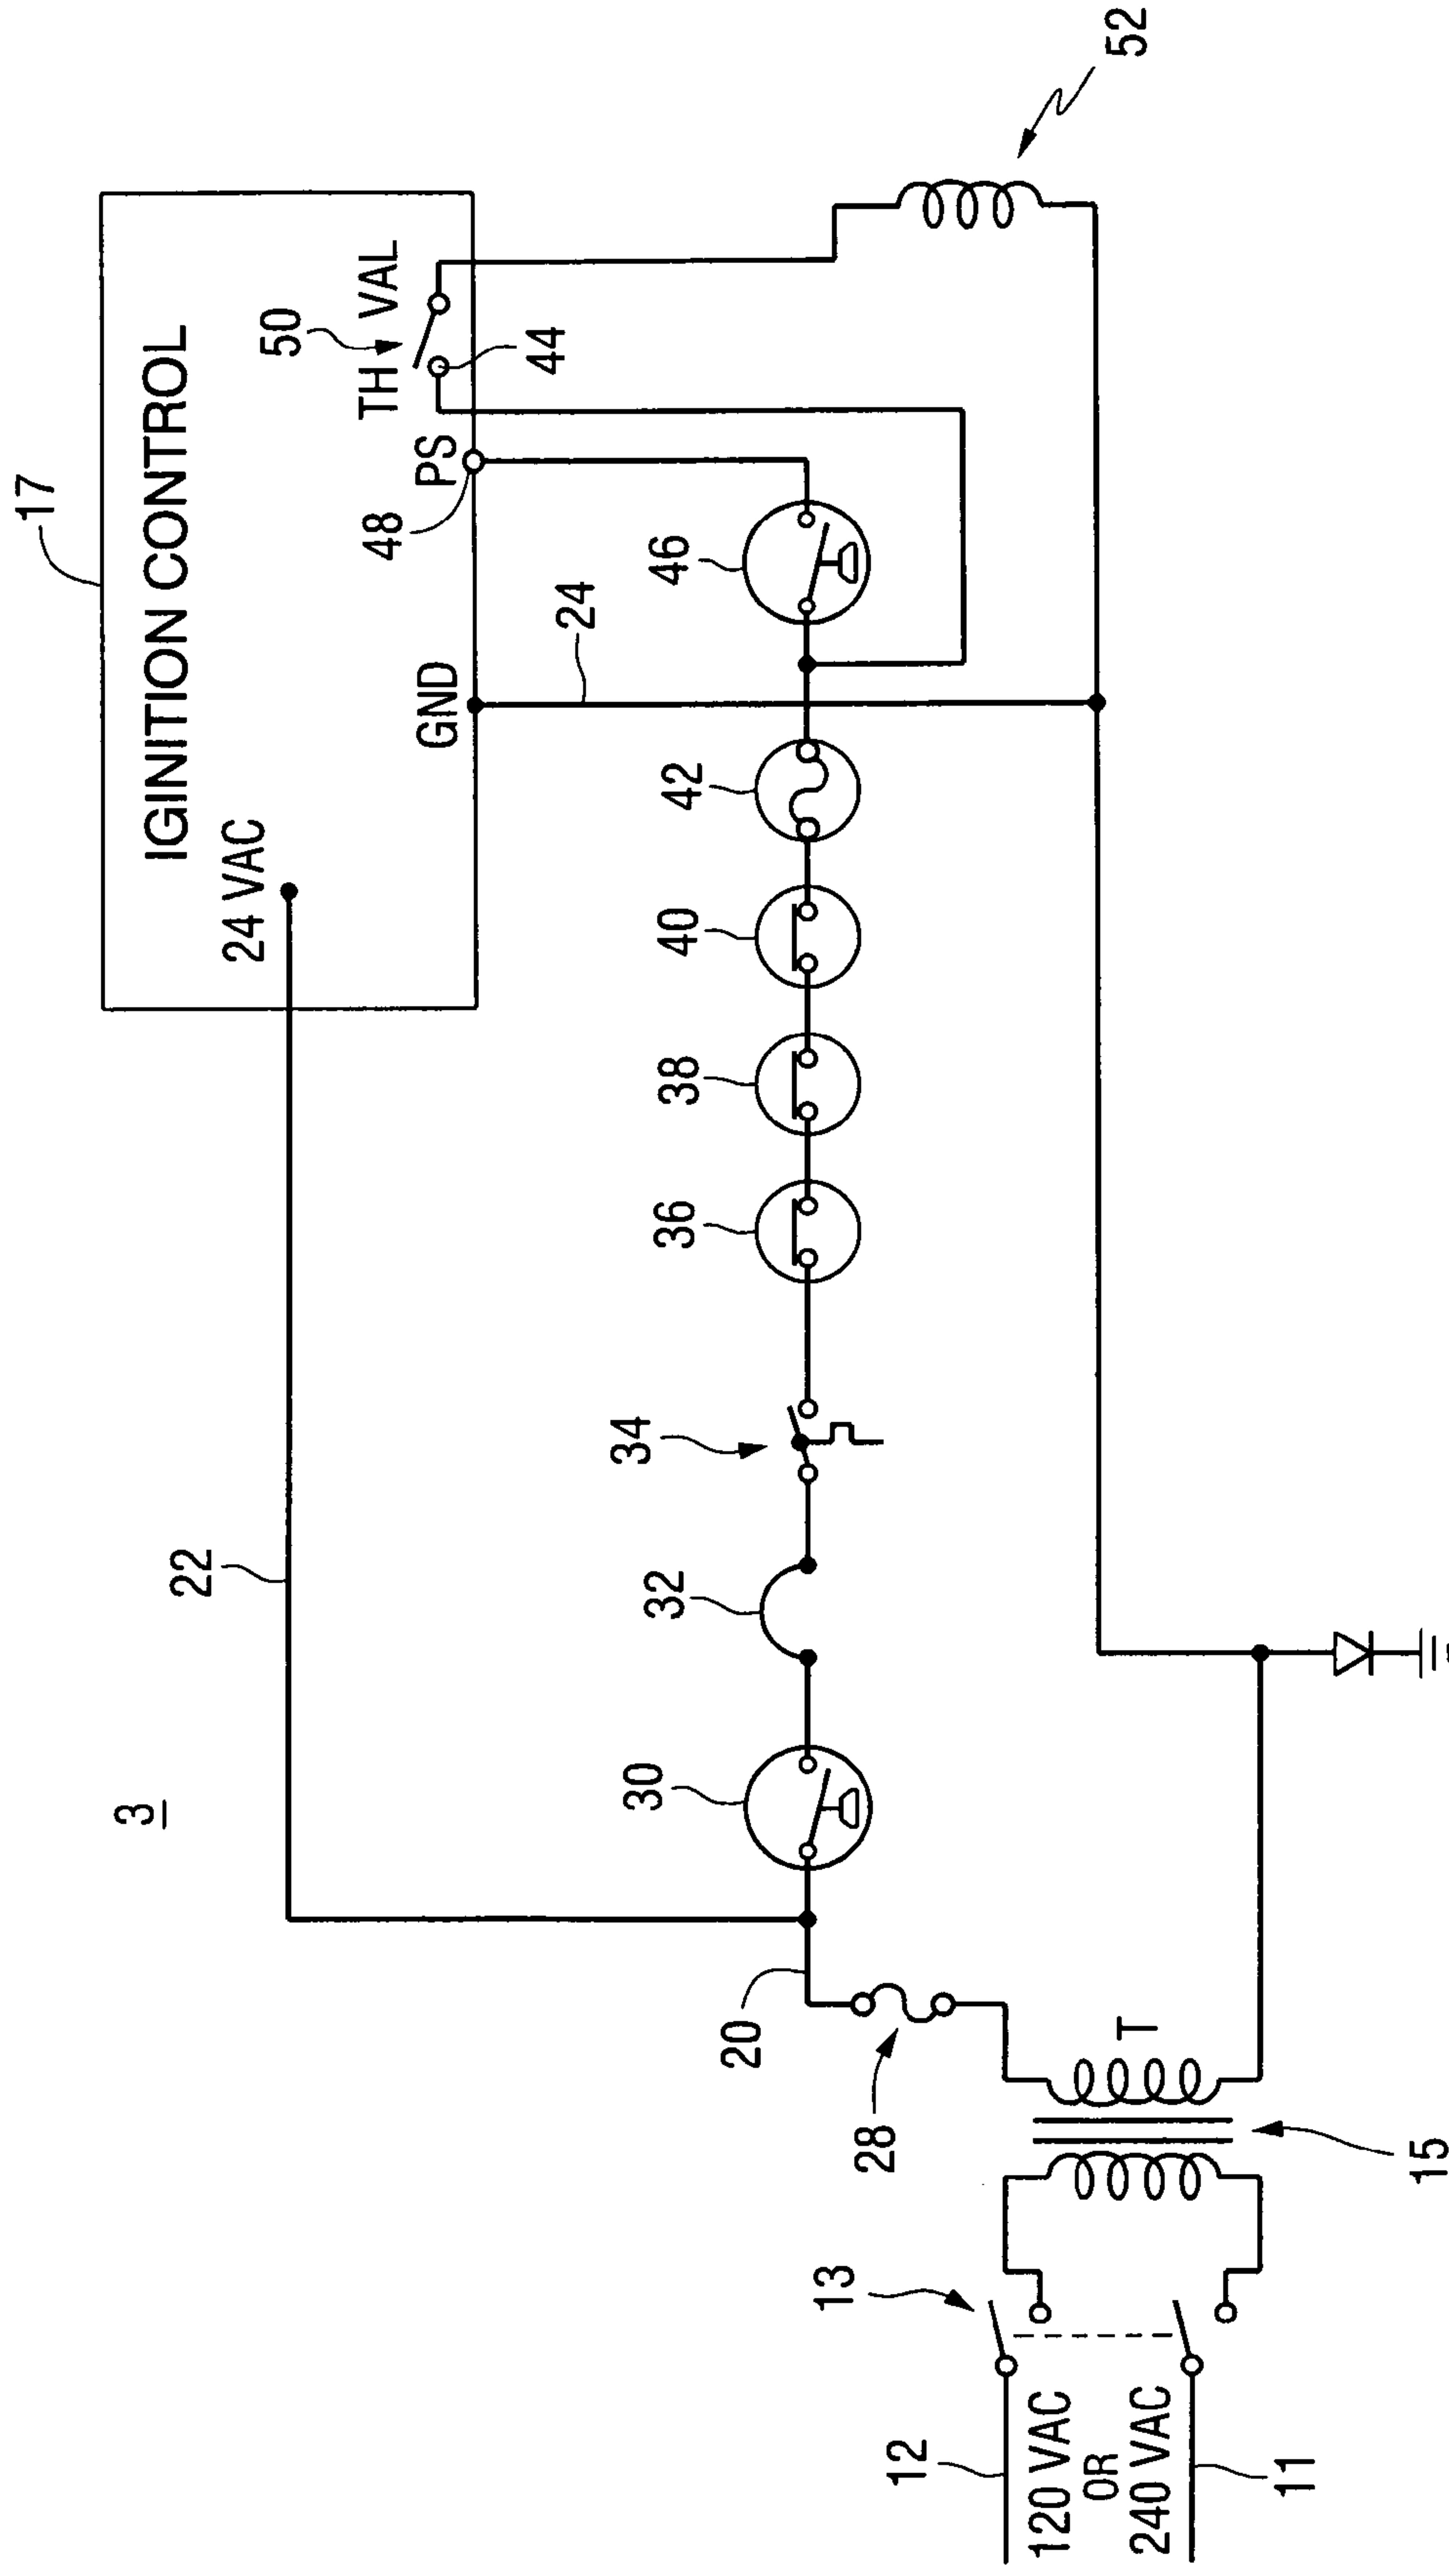 3
17
IGINITION CONTROL
24 VAC
GND
PS
TH
VAL
50
44
48
22
24
52
20
30
32
34
36
38
40
42
46
28
T
15
13
12
120 VAC
OR
240 VAC
11